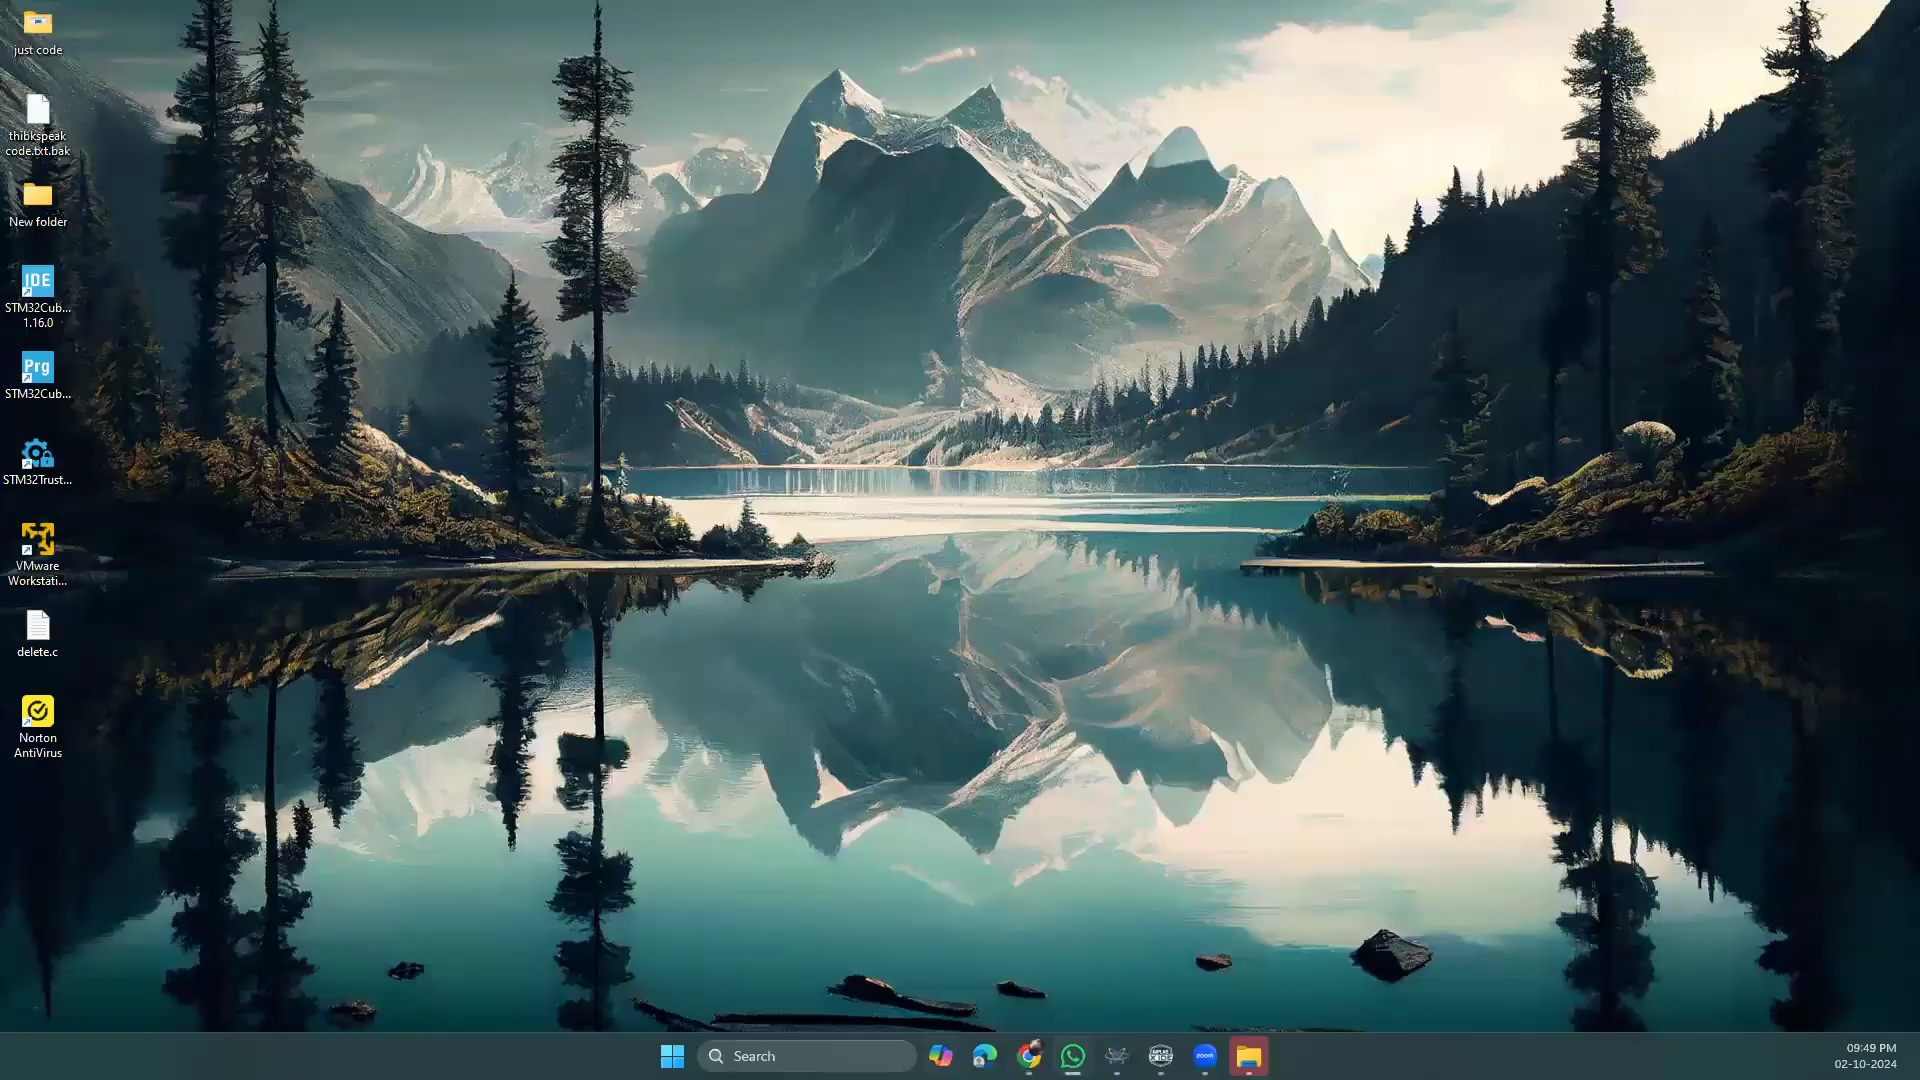 just code
thibkspeak
code.txt.bak
New folder
IDE
STM32Cub...
1.16.0
Prg
STM32Cub...
STM32Trust...
VMware
Workstati...
delete.c
Norton
AntiVirus
Search
zoom
09:49 PM
02-10-2024